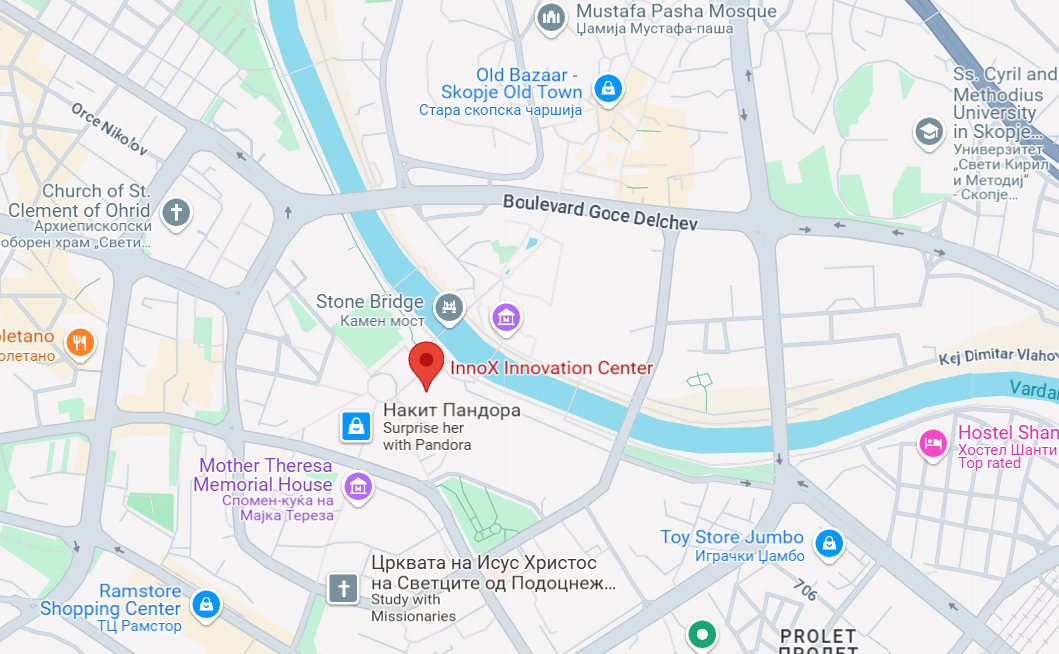 Mustafa Pasha Mosque
Џамија Мустафа-паша
Old Bazaar -
Skopje Old Town
Стара скопска чаршија
Ss. Cyril and
Methodius
University
in Skopje...
Универзитет
„Свети Кирил
и Методиј“
- Скопје...
Orce Nikolov
Church of St.
Clement of Ohrid
Архиепископски
соборен храм „Свети...
Boulevard Goce Delchev
Stone Bridge
Камен мост
InnoX Innovation Center
Kej Dimitar Vlahov
Vardar
Накит Пандора
Surprise her
with Pandora
Hostel Shan
Хостел Шанти
Top rated
Mother Theresa
Memorial House
Спомен-куќа на
Мајка Тереза
Toy Store Jumbo
Играчки Џамбо
706
Црквата на Исус Христос
на Светците од Подоцнеж...
Study with
Missionaries
Ramstore
Shopping Center
ТЦ Рамстор
PROLET
ПРОЛЕТ